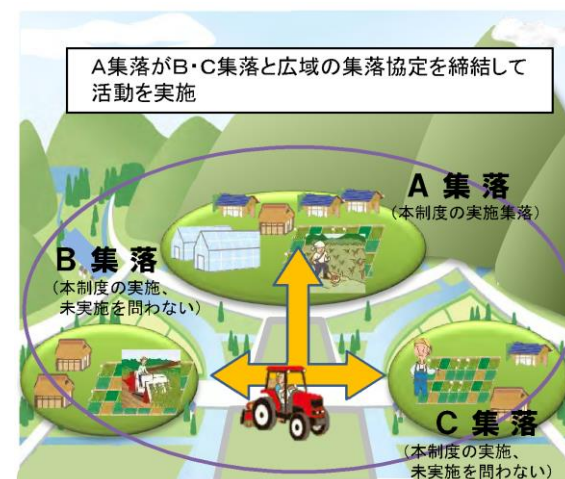 A集落がB・C集落と広域の集落協定を締結して
活動を実施
A 集 落
(本制度の実施集落)
B 集 落
(本制度の実施、
未実施を問わない)
C 集 落
(本制度の実施、
未実施を問わない)